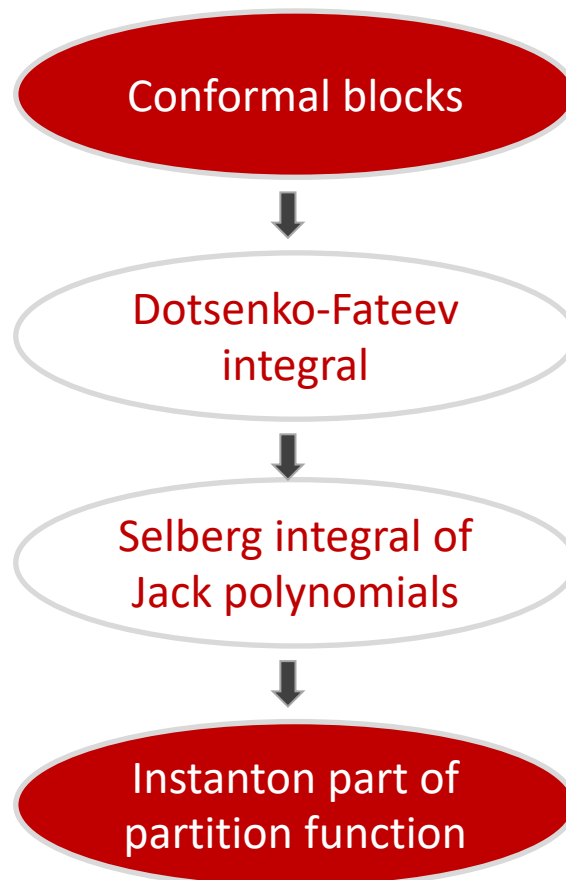 Conformal blocks
Dotsenko-Fateev
integral
Selberg integral of
Jack polynomials
Instanton part of
partition function